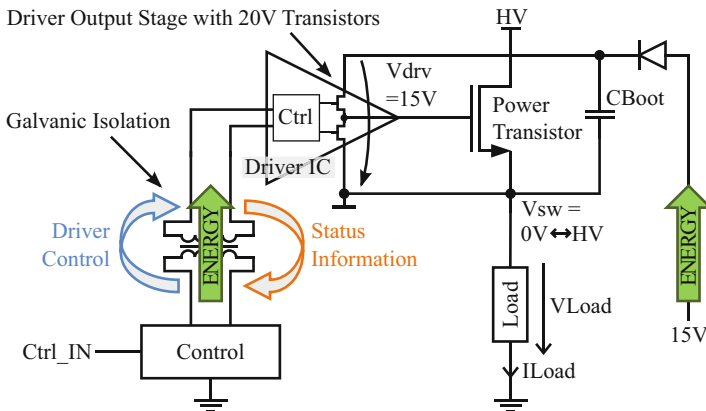 Driver Output Stage with 20V Transistors
HV
Vdrv
=15V
Ctrl
Power
Transistor
CBoot
Galvanic Isolation
Driver IC
Vsw =
0V↔HV
Driver
Control
ENERGY
Status
Information
ENERGY
Load
VLoad
15V
Ctrl_IN
Control
ILoad